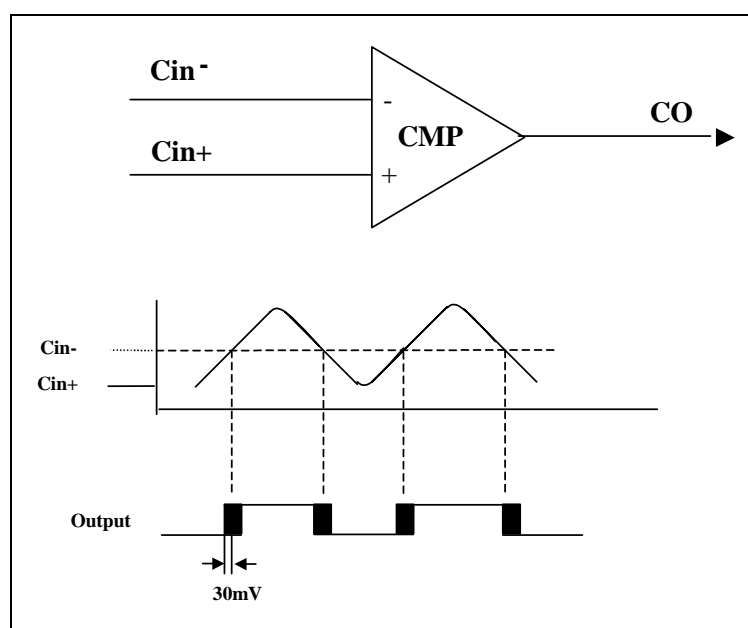 Cin-
CO
-
CMP
Cin+
+
Cin-
Cin+
Output
30mV